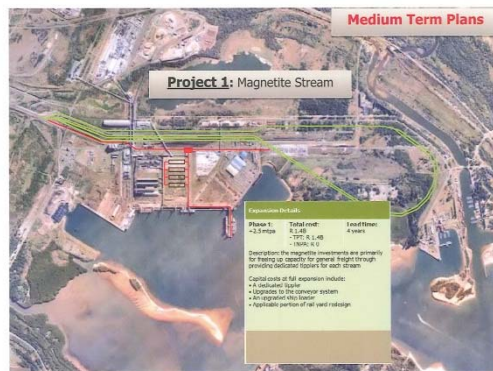 Medium Term Plans
Project 1: Magnetite Stream
Expansion Details
Phase 1: Total cost: Lead time:
+2.5 mtpa R 1.4B 4 years
- TPT: R 1.4B
- TNPA: R 0
Description: the magnetite investments are primarily
for freeing up capacity for general freight through
providing dedicated tipplers for each stream
Capital costs at full expansion include:
• A dedicated tippler
• Upgrades to the conveyor system
• An upgraded ship loader
• Applicable portion of rail yard redesign